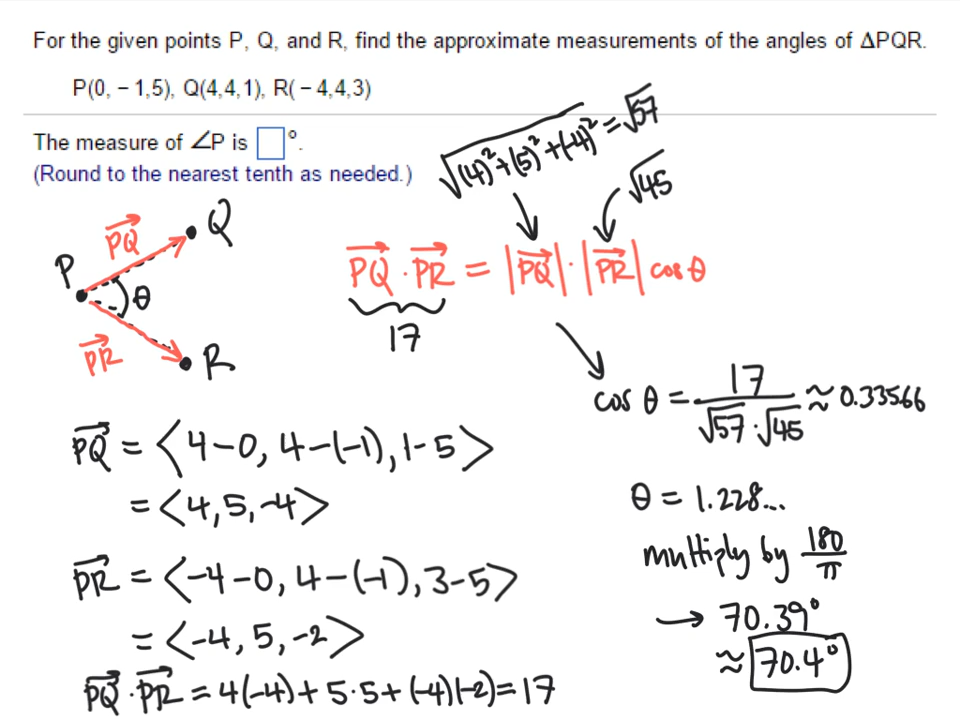 For the given points P, Q, and R, find the approximate measurements of the angles of ΔPQR.
P(0, − 1,5), Q(4,4,1), R( − 4,4,3)
The measure of ∠P is □°.
(Round to the nearest tenth as needed.)
√((4)²+(5)²+(-4)²) = √57
√45
P
PQ→
Q
θ
PR→
R
PQ→ · PR→ = |PQ→| · |PR→| cos θ
17
cos θ = 17/(√57 · √45) ≈ 0.33566
PQ→ = ⟨4-0, 4-(-1), 1-5⟩
= ⟨4, 5, -4⟩
PR→ = ⟨-4-0, 4-(-1), 3-5⟩
= ⟨-4, 5, -2⟩
PQ→ · PR→ = 4(-4) + 5·5 + (-4)(-2) = 17
θ = 1.228...
multiply by 180/π
→ 70.39°
≈ 70.4°